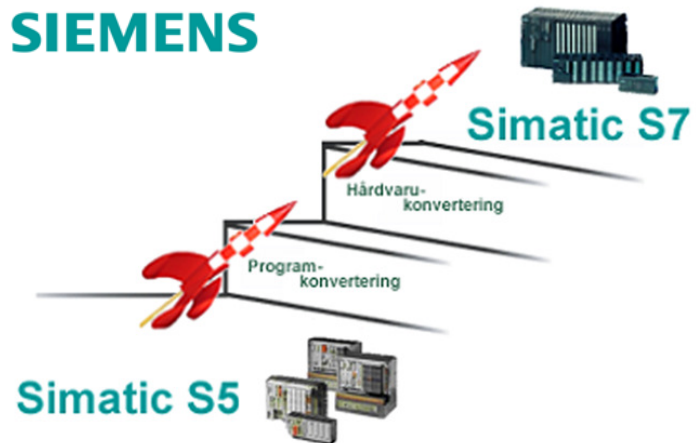 SIEMENS
Simatic S7
Hårdvaru-
konvertering
Program-
konvertering
Simatic S5